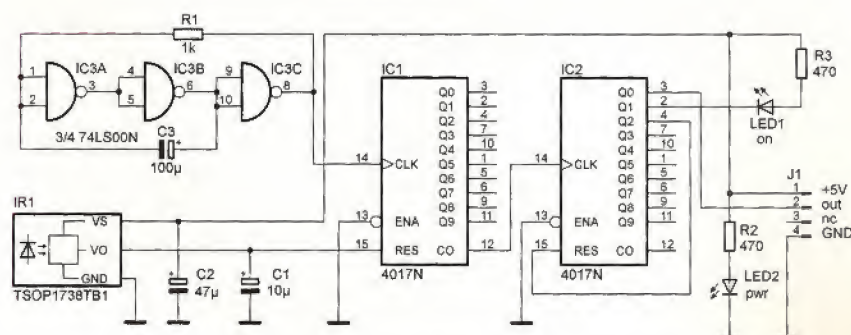 R1
1k
IC3A
IC3B
IC3C
1
2
3
4
5
6
9
10
8
3/4 74LS00N
C3
+
100µ
IR1
VS
VO
GND
TSOP1738TB1
+
C2
47µ
+
C1
10µ
IC1
14
CLK
13
ENA
15
RES
Q0 3
Q1 2
Q2 4
Q3 7
Q4 10
Q5 1
Q6 5
Q7 6
Q8 9
Q9 11
CO 12
4017N
IC2
14
CLK
13
ENA
15
RES
Q0 3
Q1 2
Q2 4
Q3 7
Q4 10
Q5 1
Q6 5
Q7 6
Q8 9
Q9 11
CO 12
4017N
R3
470
LED1
on
J1
1 +5V
2 out
3 nc
4 GND
R2
470
LED2
pwr